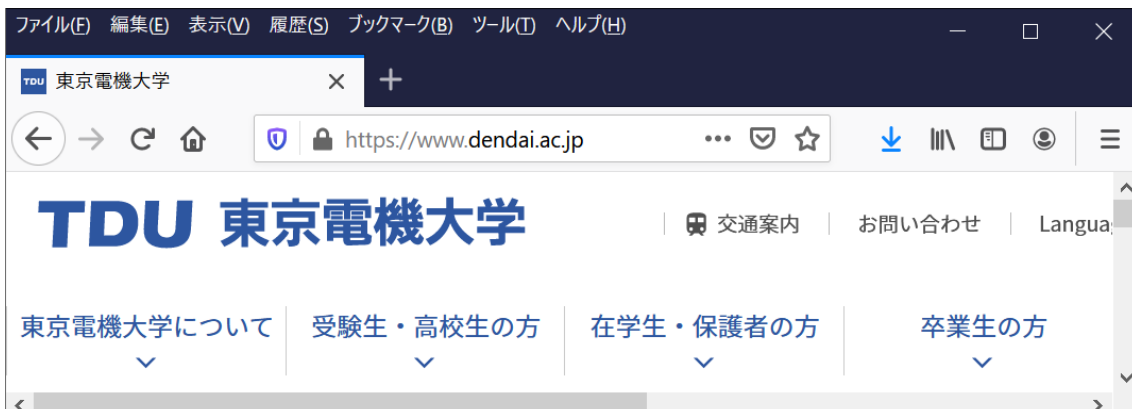 ファイル(F) 編集(E) 表示(V) 履歴(S) ブックマーク(B) ツール(T) ヘルプ(H)
TDU 東京電機大学
https://www.dendai.ac.jp
TDU 東京電機大学 交通案内 お問い合わせ
東京電機大学について 受験生・高校生の方 在学生・保護者の方 卒業生の方